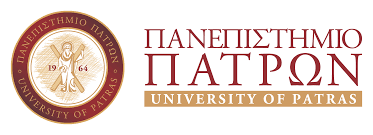 ΠΑΝΕΠΙΣΤΗΜΙΟ ΠΑΤΡΩΝ
19 64
UNIVERSITY OF PATRAS
ΠΑΝΕΠΙΣΤΗΜΙΟ
ΠΑΤΡΩΝ
UNIVERSITY OF PATRAS